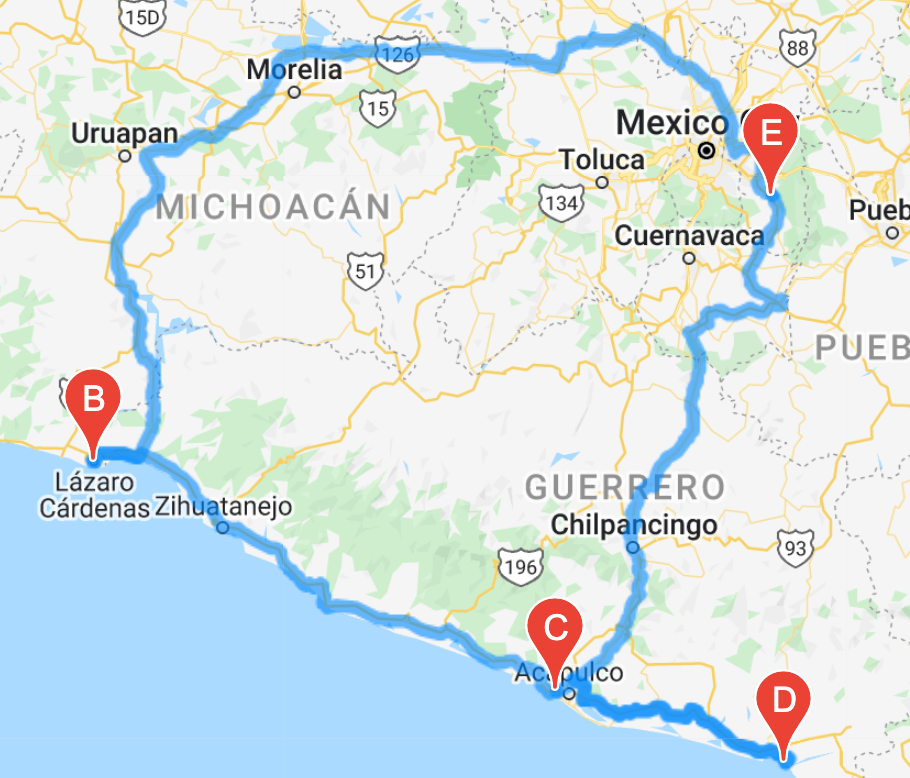 15D
88
126
Morelia
15
Mexico
E
Uruapan
Toluca
134
MICHOACÁN
Cuernavaca
Pueb
51
PUEB
B
Lázaro
Cárdenas
Zihuatanejo
GUERRERO
Chilpancingo
93
196
C
Acapulco
D